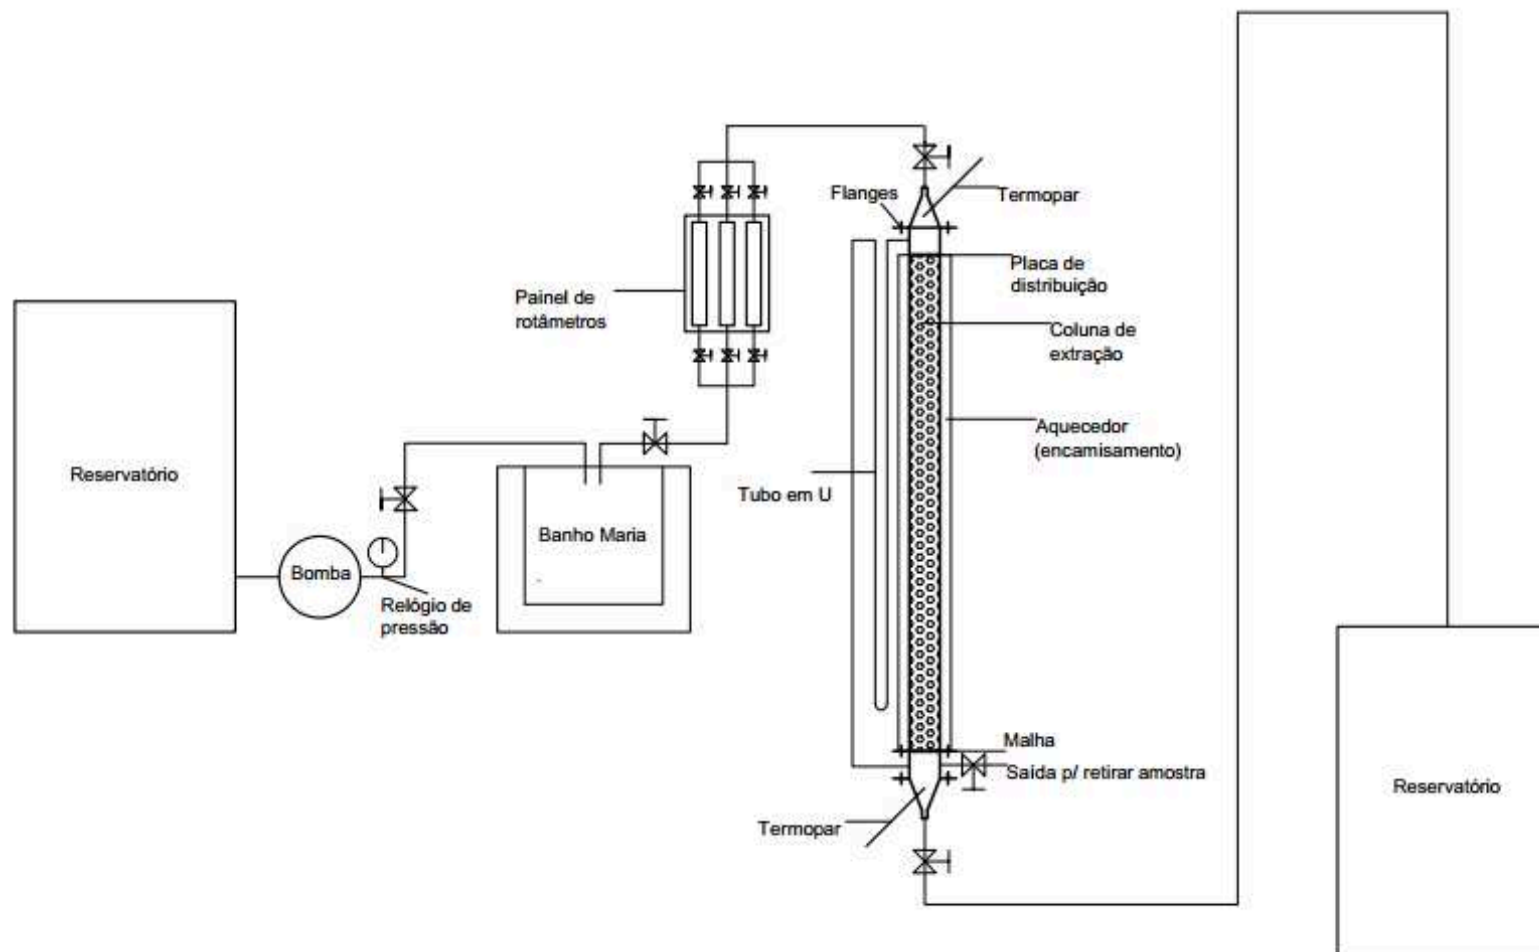 Flanges
Termopar
Placa de
distribuição
Painel de
rotâmetros
Coluna de
extração
Aquecedor
(encamisamento)
Reservatório
Tubo em U
Banho Maria
Bomba
Relógio de
pressão
Malha
Saída p/ retirar amostra
Reservatório
Termopar